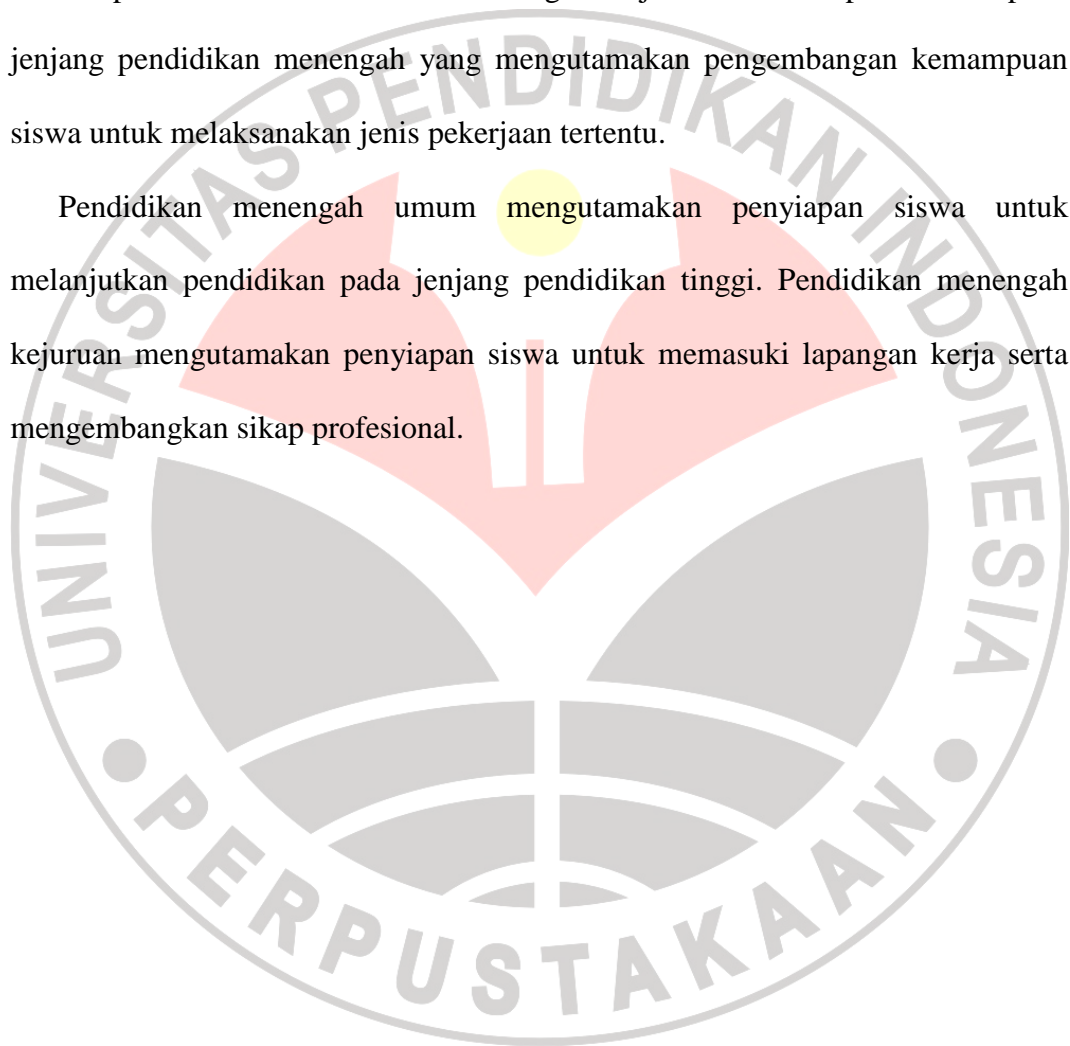 jenjang pendidikan menengah yang mengutamakan pengembangan kemampuan
siswa untuk melaksanakan jenis pekerjaan tertentu.
Pendidikan menengah umum mengutamakan penyiapan siswa untuk
melanjutkan pendidikan pada jenjang pendidikan tinggi. Pendidikan menengah
kejuruan mengutamakan penyiapan siswa untuk memasuki lapangan kerja serta
mengembangkan sikap profesional.
UNIVERSITAS PENDIDIKAN INDONESIA
PERPUSTAKAAN